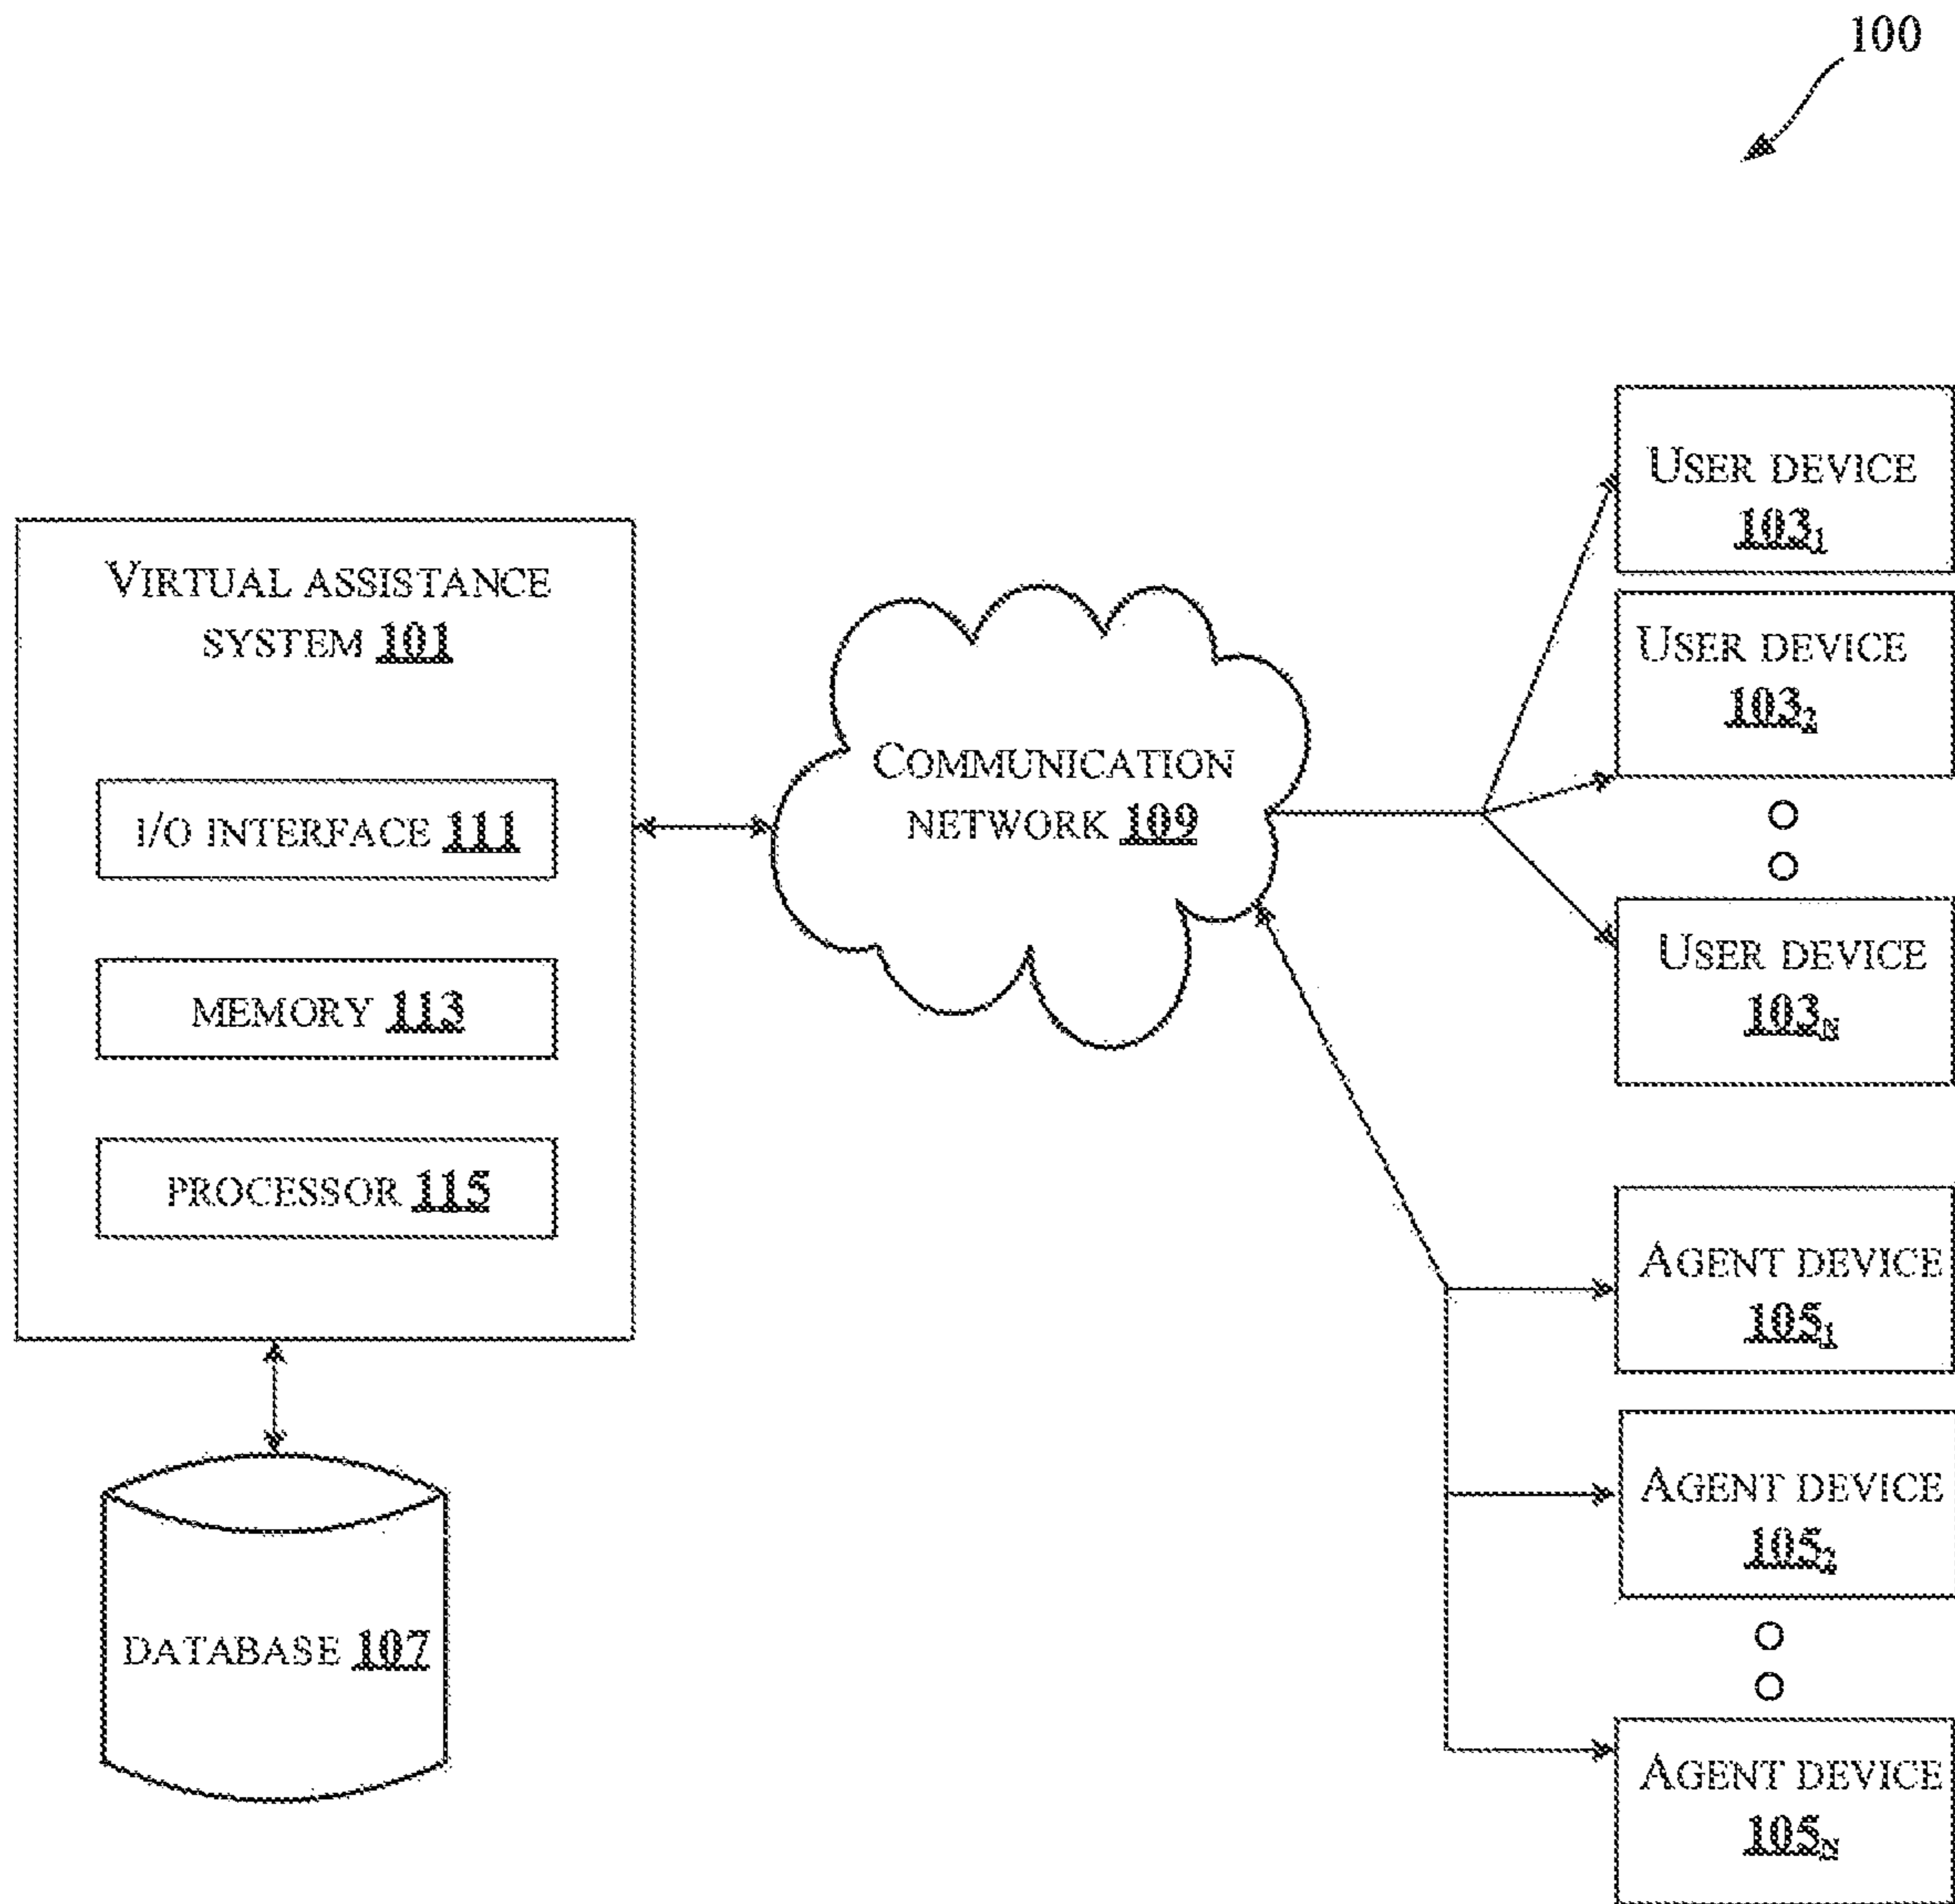 100
VIRTUAL ASSISTANCE
SYSTEM 101
I/O INTERFACE 111
MEMORY 113
PROCESSOR 115
DATABASE 107
COMMUNICATION
NETWORK 109
USER DEVICE
103₁
USER DEVICE
103₂
USER DEVICE
103ₙ
AGENT DEVICE
105₁
AGENT DEVICE
105₂
AGENT DEVICE
105ₙ